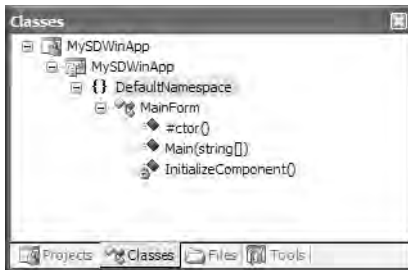 Classes
MySDWinApp
MySDWinApp
{} DefaultNamespace
MainForm
#ctor()
Main(string[])
InitializeComponent()
Projects Classes Files Tools